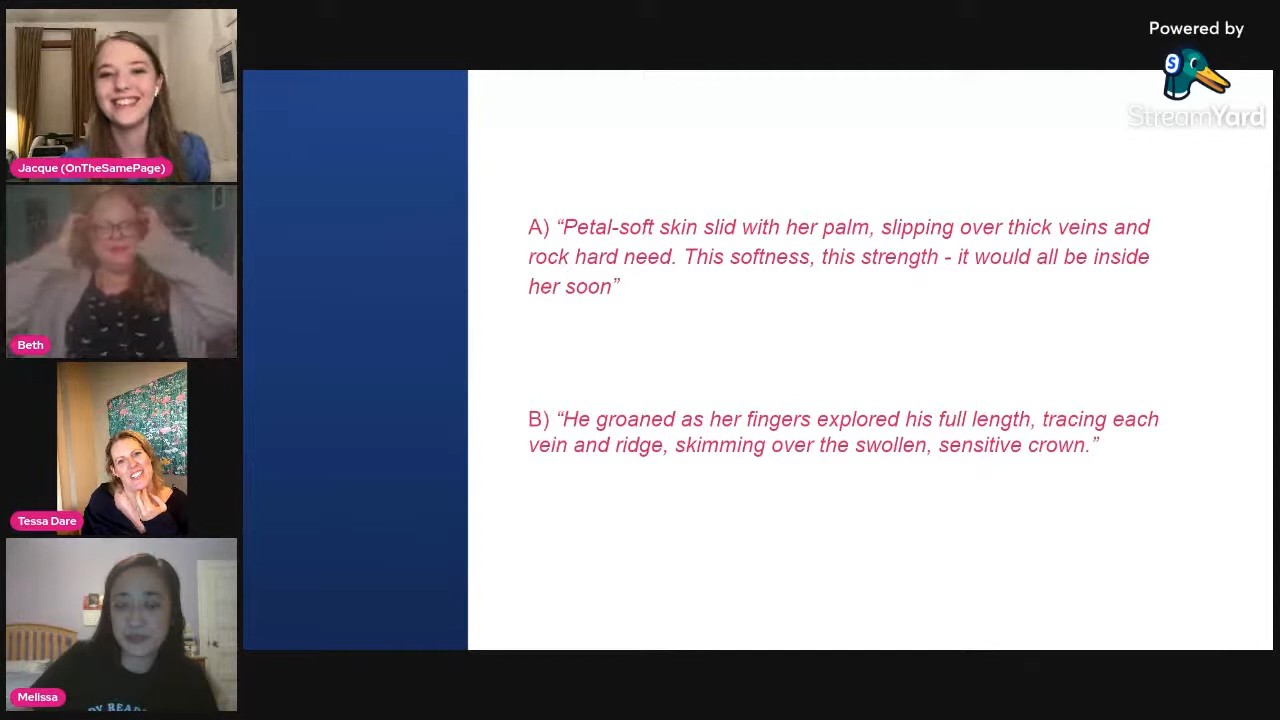 Powered by
S
StreamYard
Jacque (OnTheSamePage)
Beth
Tessa Dare
Melissa
A) “Petal-soft skin slid with her palm, slipping over thick veins and
rock hard need. This softness, this strength - it would all be inside
her soon”
B) “He groaned as her fingers explored his full length, tracing each
vein and ridge, skimming over the swollen, sensitive crown.”